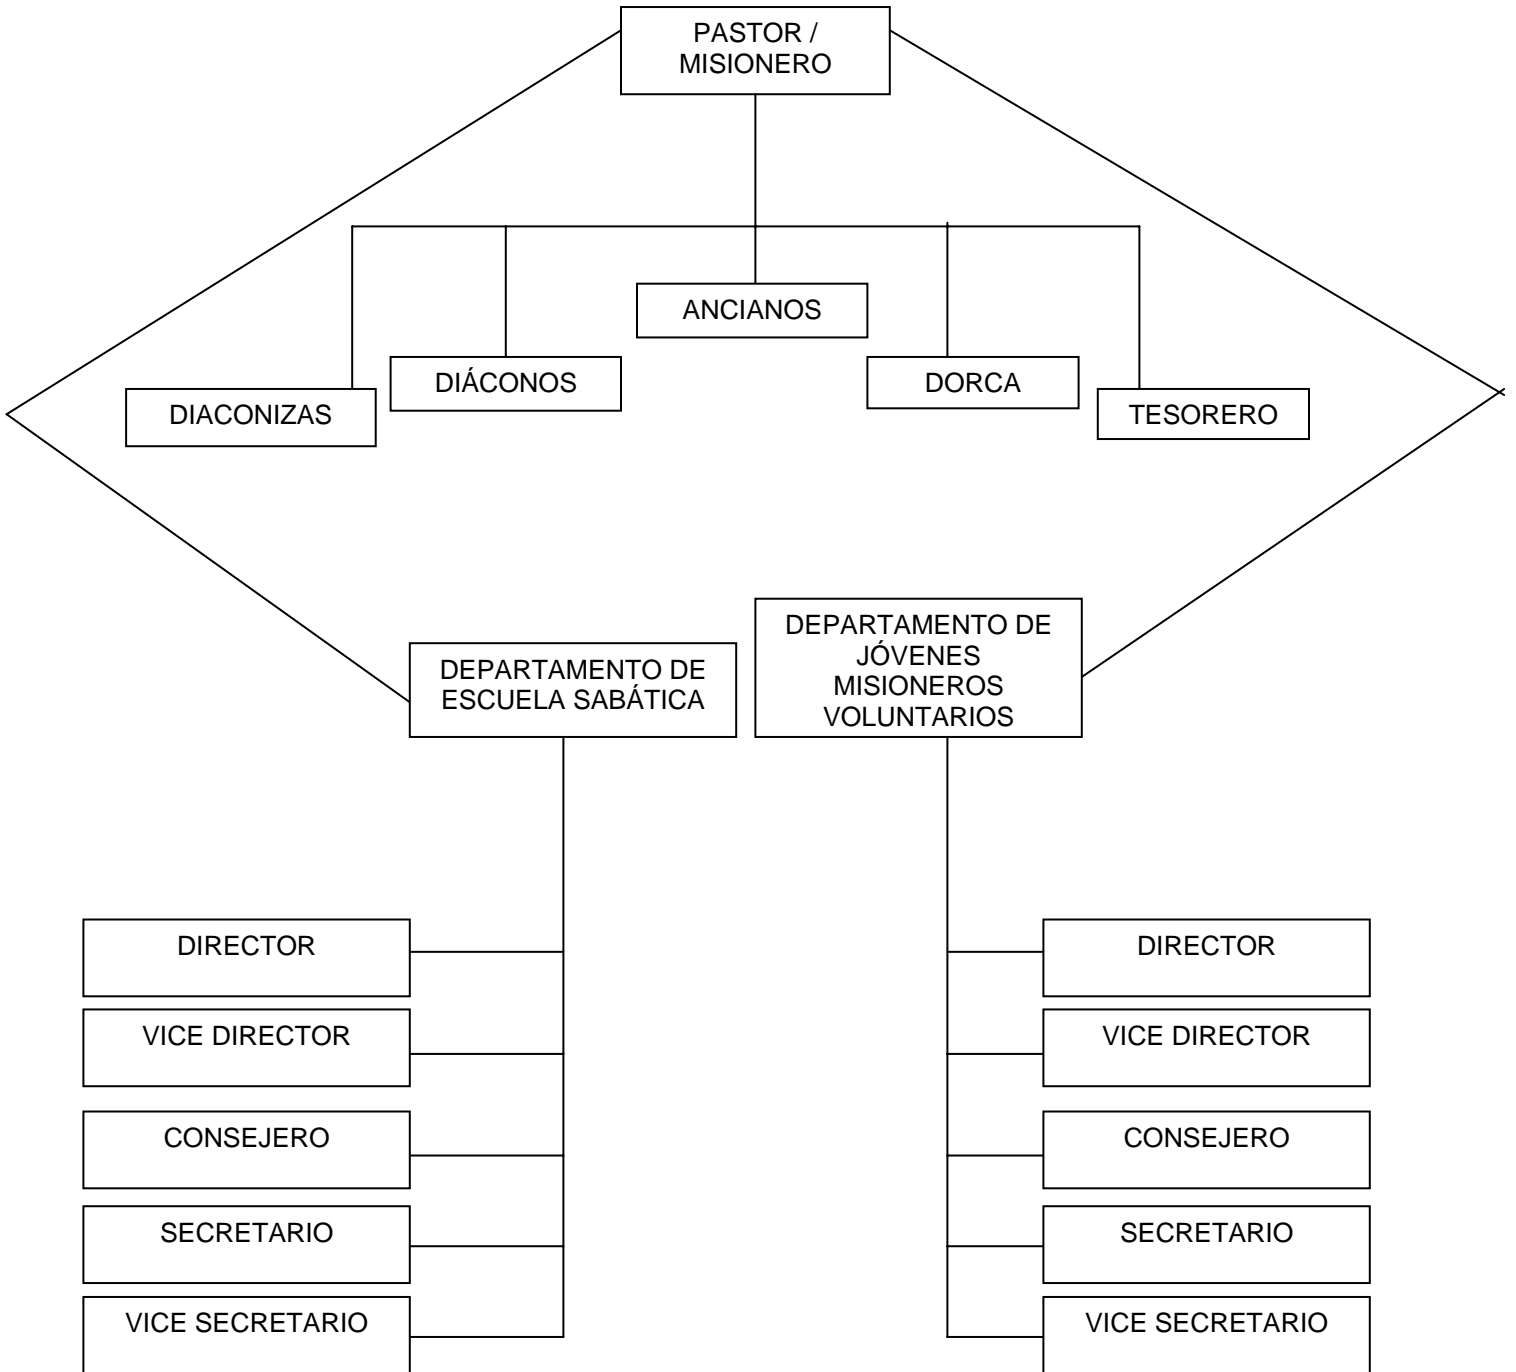 PASTOR /
MISIONERO
ANCIANOS
DIÁCONOS
DORCA
DIACONIZAS
TESORERO
DEPARTAMENTO DE
ESCUELA SABÁTICA
DEPARTAMENTO DE
JÓVENES
MISIONEROS
VOLUNTARIOS
DIRECTOR
VICE DIRECTOR
CONSEJERO
SECRETARIO
VICE SECRETARIO
DIRECTOR
VICE DIRECTOR
CONSEJERO
SECRETARIO
VICE SECRETARIO